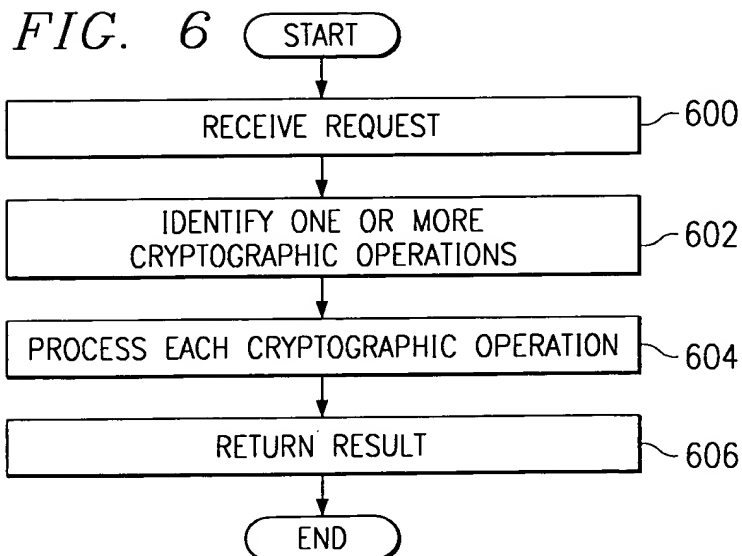 FIG. 6
START
RECEIVE REQUEST
600
IDENTIFY ONE OR MORE
CRYPTOGRAPHIC OPERATIONS
602
PROCESS EACH CRYPTOGRAPHIC OPERATION
604
RETURN RESULT
606
END